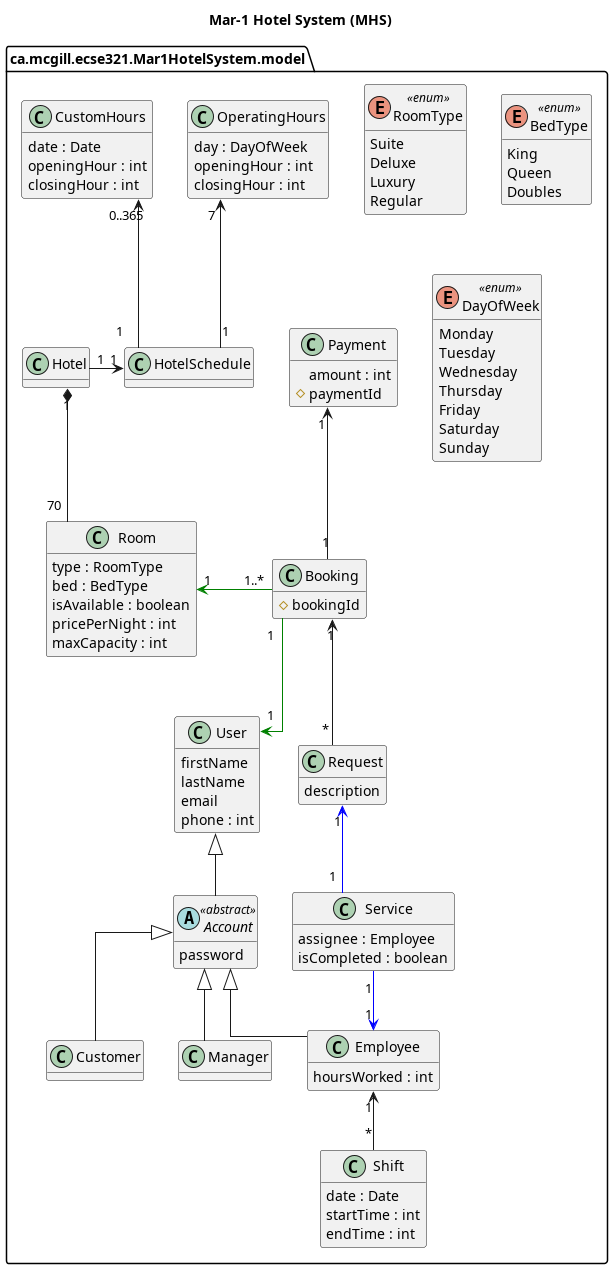 Mar-1 Hotel System (MHS)
ca.mcgill.ecse321.Mar1HotelSystem.model
C CustomHours
date : Date
openingHour : int
closingHour : int
C OperatingHours
day : DayOfWeek
openingHour : int
closingHour : int
E «enum»
RoomType
Suite
Deluxe
Luxury
Regular
E «enum»
BedType
King
Queen
Doubles
0..365
7
1
1
E «enum»
DayOfWeek
Monday
Tuesday
Wednesday
Thursday
Friday
Saturday
Sunday
C Hotel
1 1
C HotelSchedule
C Payment
amount : int
paymentId
1
1
70
1
C Room
type : RoomType
bed : BedType
isAvailable : boolean
pricePerNight : int
maxCapacity : int
1 1..*
C Booking
bookingId
1
1
1
*
C User
firstName
lastName
email
phone : int
C Request
description
1
1
A «abstract»
Account
password
C Service
assignee : Employee
isCompleted : boolean
1
1
C Customer
C Manager
C Employee
hoursWorked : int
1
*
C Shift
date : Date
startTime : int
endTime : int